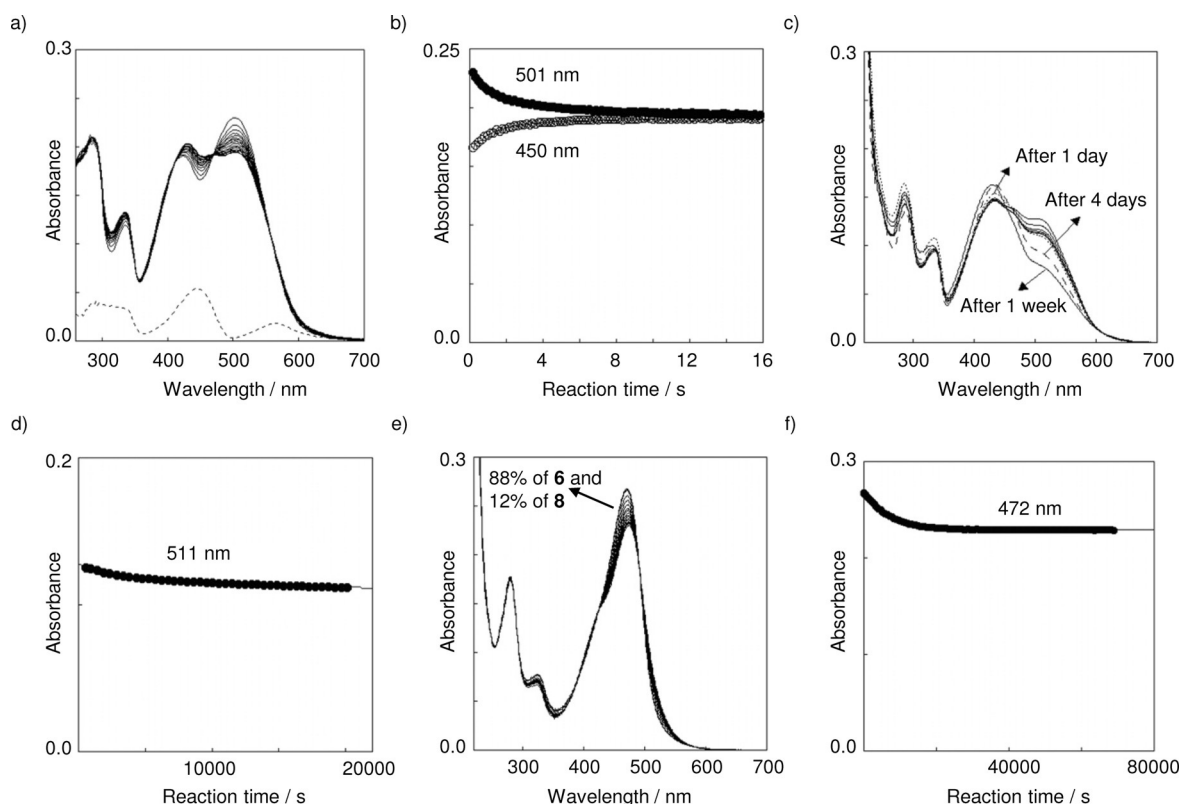 a)
0.3
Absorbance
0.0
300 400 500 600 700
Wavelength / nm
b)
0.25
501 nm
450 nm
Absorbance
0.0
0 4 8 12 16
Reaction time / s
c)
0.3
After 1 day
After 4 days
After 1 week
Absorbance
0.0
300 400 500 600 700
Wavelength / nm
d)
0.2
511 nm
Absorbance
0.0
10000 20000
Reaction time / s
e)
0.3
88% of 6 and
12% of 8
Absorbance
0.0
300 400 500 600 700
Wavelength / nm
f)
0.3
472 nm
Absorbance
0.0
40000 80000
Reaction time / s